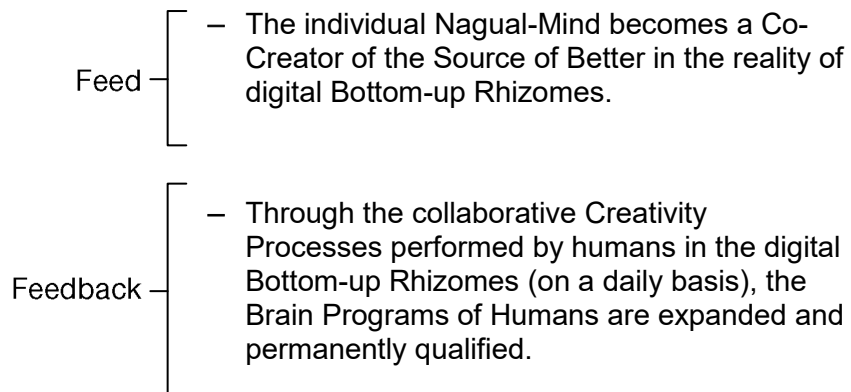 – The individual Nagual-Mind becomes a Co-
Creator of the Source of Better in the reality of
Feed
digital Bottom-up Rhizomes.
– Through the collaborative Creativity
Processes performed by humans in the digital
Bottom-up Rhizomes (on a daily basis), the
Feedback
Brain Programs of Humans are expanded and
permanently qualified.